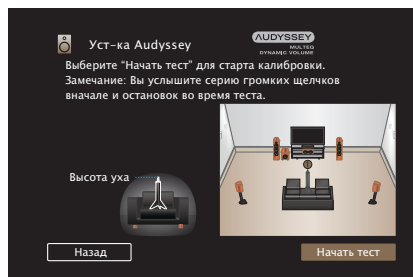 Уст-ка Audyssey
AUDYSSEY
MULTEQ
DYNAMIC VOLUME
Выберите “Начать тест” для старта калибровки.
Замечание: Вы услышите серию громких щелчков
вначале и остановок во время теста.
Высота уха
Назад
Начать тест